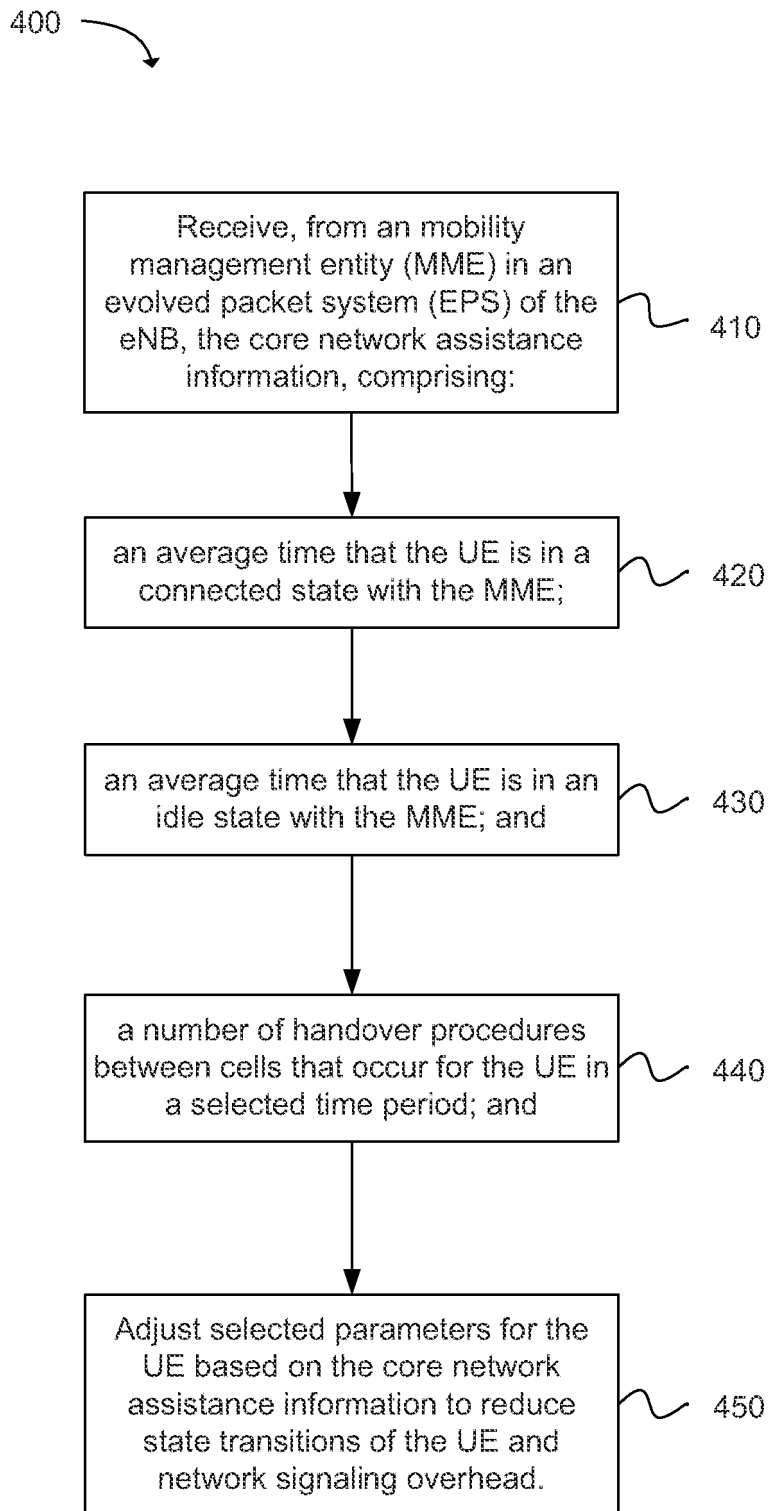 400
Receive, from an mobility
management entity (MME) in an
evolved packet system (EPS) of the
eNB, the core network assistance
information, comprising:
410
an average time that the UE is in a
connected state with the MME;
420
an average time that the UE is in an
idle state with the MME; and
430
a number of handover procedures
between cells that occur for the UE in
a selected time period; and
440
Adjust selected parameters for the
UE based on the core network
assistance information to reduce
state transitions of the UE and
network signaling overhead.
450